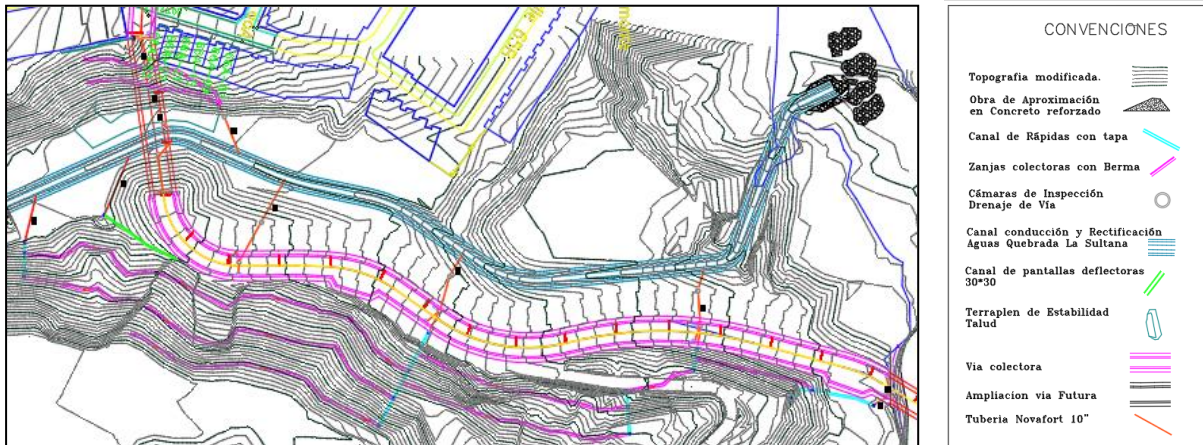 CONVENCIONES
Topografia modificada.
Obra de Aproximación
en Concreto reforzado
Canal de Rápidas con tapa
Zanjas colectoras con Berma
Cámaras de Inspección
Drenaje de Vía
Canal conducción y Rectificación
Aguas Quebrada La Sultana
Canal de pantallas deflectoras
30*30
Terraplen de Estabilidad
Talud
Via colectora
Ampliacion via Futura
Tuberia Novafort 10"